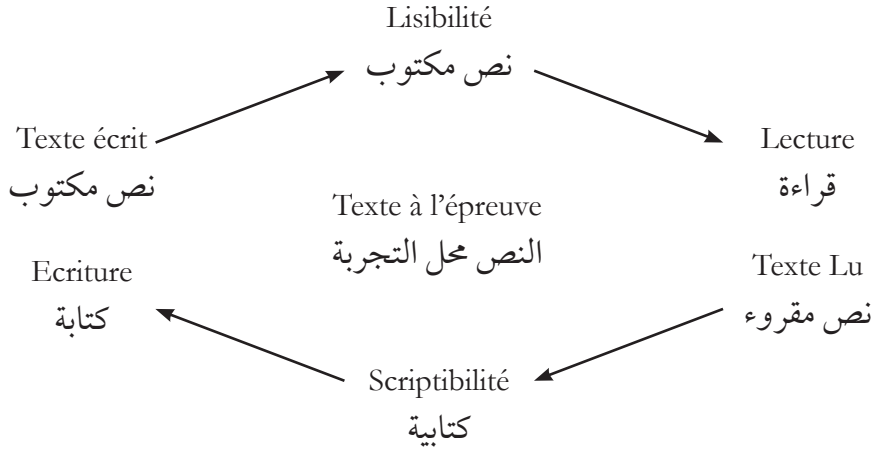 Lisibilité
نص مكتوب
Texte écrit
نص مكتوب
Lecture
قراءة
Texte à l’épreuve
النص محل التجربة
Ecriture
كتابة
Texte Lu
نص مقروء
Scriptibilité
كتابية